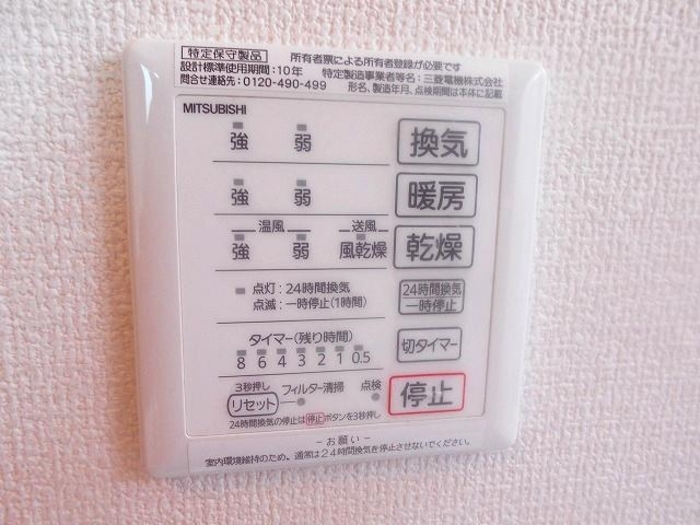 特定保守製品 所有者票による所有者登録が必要です
設計標準使用期間：10年 特定製造事業者等名：三菱電機株式会社
問合せ連絡先：0120-490-499 形名、製造年月、点検期間は本体に記載
MITSUBISHI
強 弱 換気
強 弱 暖房
温風 送風
強 弱 風乾燥 乾燥
点灯：24時間換気 24時間換気
点滅：一時停止(1時間) 一時停止
タイマー(残り時間) 切タイマー
8 6 4 3 2 1 0.5
3秒押し フィルター清掃 点検 停止
リセット
24時間換気の停止は停止ボタンを3秒押し
－お願い－
室内環境維持のため、通常は24時間換気を停止させないでください。